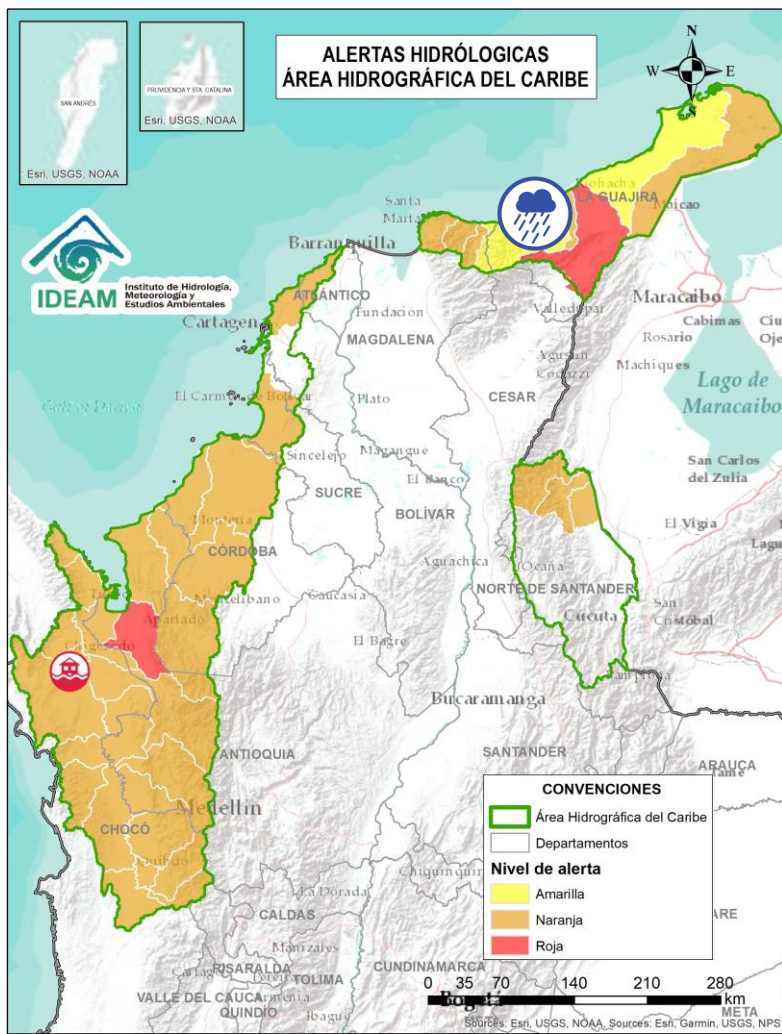 ALERTAS HIDRÓLOGICAS
ÁREA HIDROGRÁFICA DEL CARIBE
N
W
E
S
SAN ANDRÉS
Esri, USGS, NOAA
PROVIDENCIA Y STA. CATALINA
Esri, USGS, NOAA
IDEAM
Instituto de Hidrología,
Meteorología y
Estudios Ambientales
LA GUAJIRA
Maicao
Santa
Marta
Barranquilla
ATLÁNTICO
Cartagen
Fundación
MAGDALENA
Valledupar
Maracaibo
Cabimas
Rosario
Machiques
Agustín
Codazzi
CESAR
Lago de
Maracaibo
El Carmen de Bolívar
Plato
Sincelejo
Magangue
SUCRE
El Banco
BOLÍVAR
San Carlos
del Zulia
El Vigía
Montería
CÓRDOBA
Aguachica
Ocaña
NORTE DE SANTANDER
Cúcuta
San
Cristóbal
Montelíbano
Caucasia
Apartadó
Chigorodó
El Bagre
Bucaramanga
Pamplona
ANTIOQUIA
SANTANDER
ARAUCA
Medellín
CHOCÓ
Quibdó
La Dorada
CALDAS
Manizales
RISARALDA
TOLIMA
CUNDINAMARCA
VALLE DEL CAUCA
Armenia
QUINDÍO
Ibagué
Bogotá
META
META
CONVENCIONES
Área Hidrográfica del Caribe
Departamentos
Nivel de alerta
Amarilla
Naranja
Roja
0 35 70 140 210 280
km
Sources: Esri, USGS, NOAA, Sources: Esri, Garmin, USGS, NPS